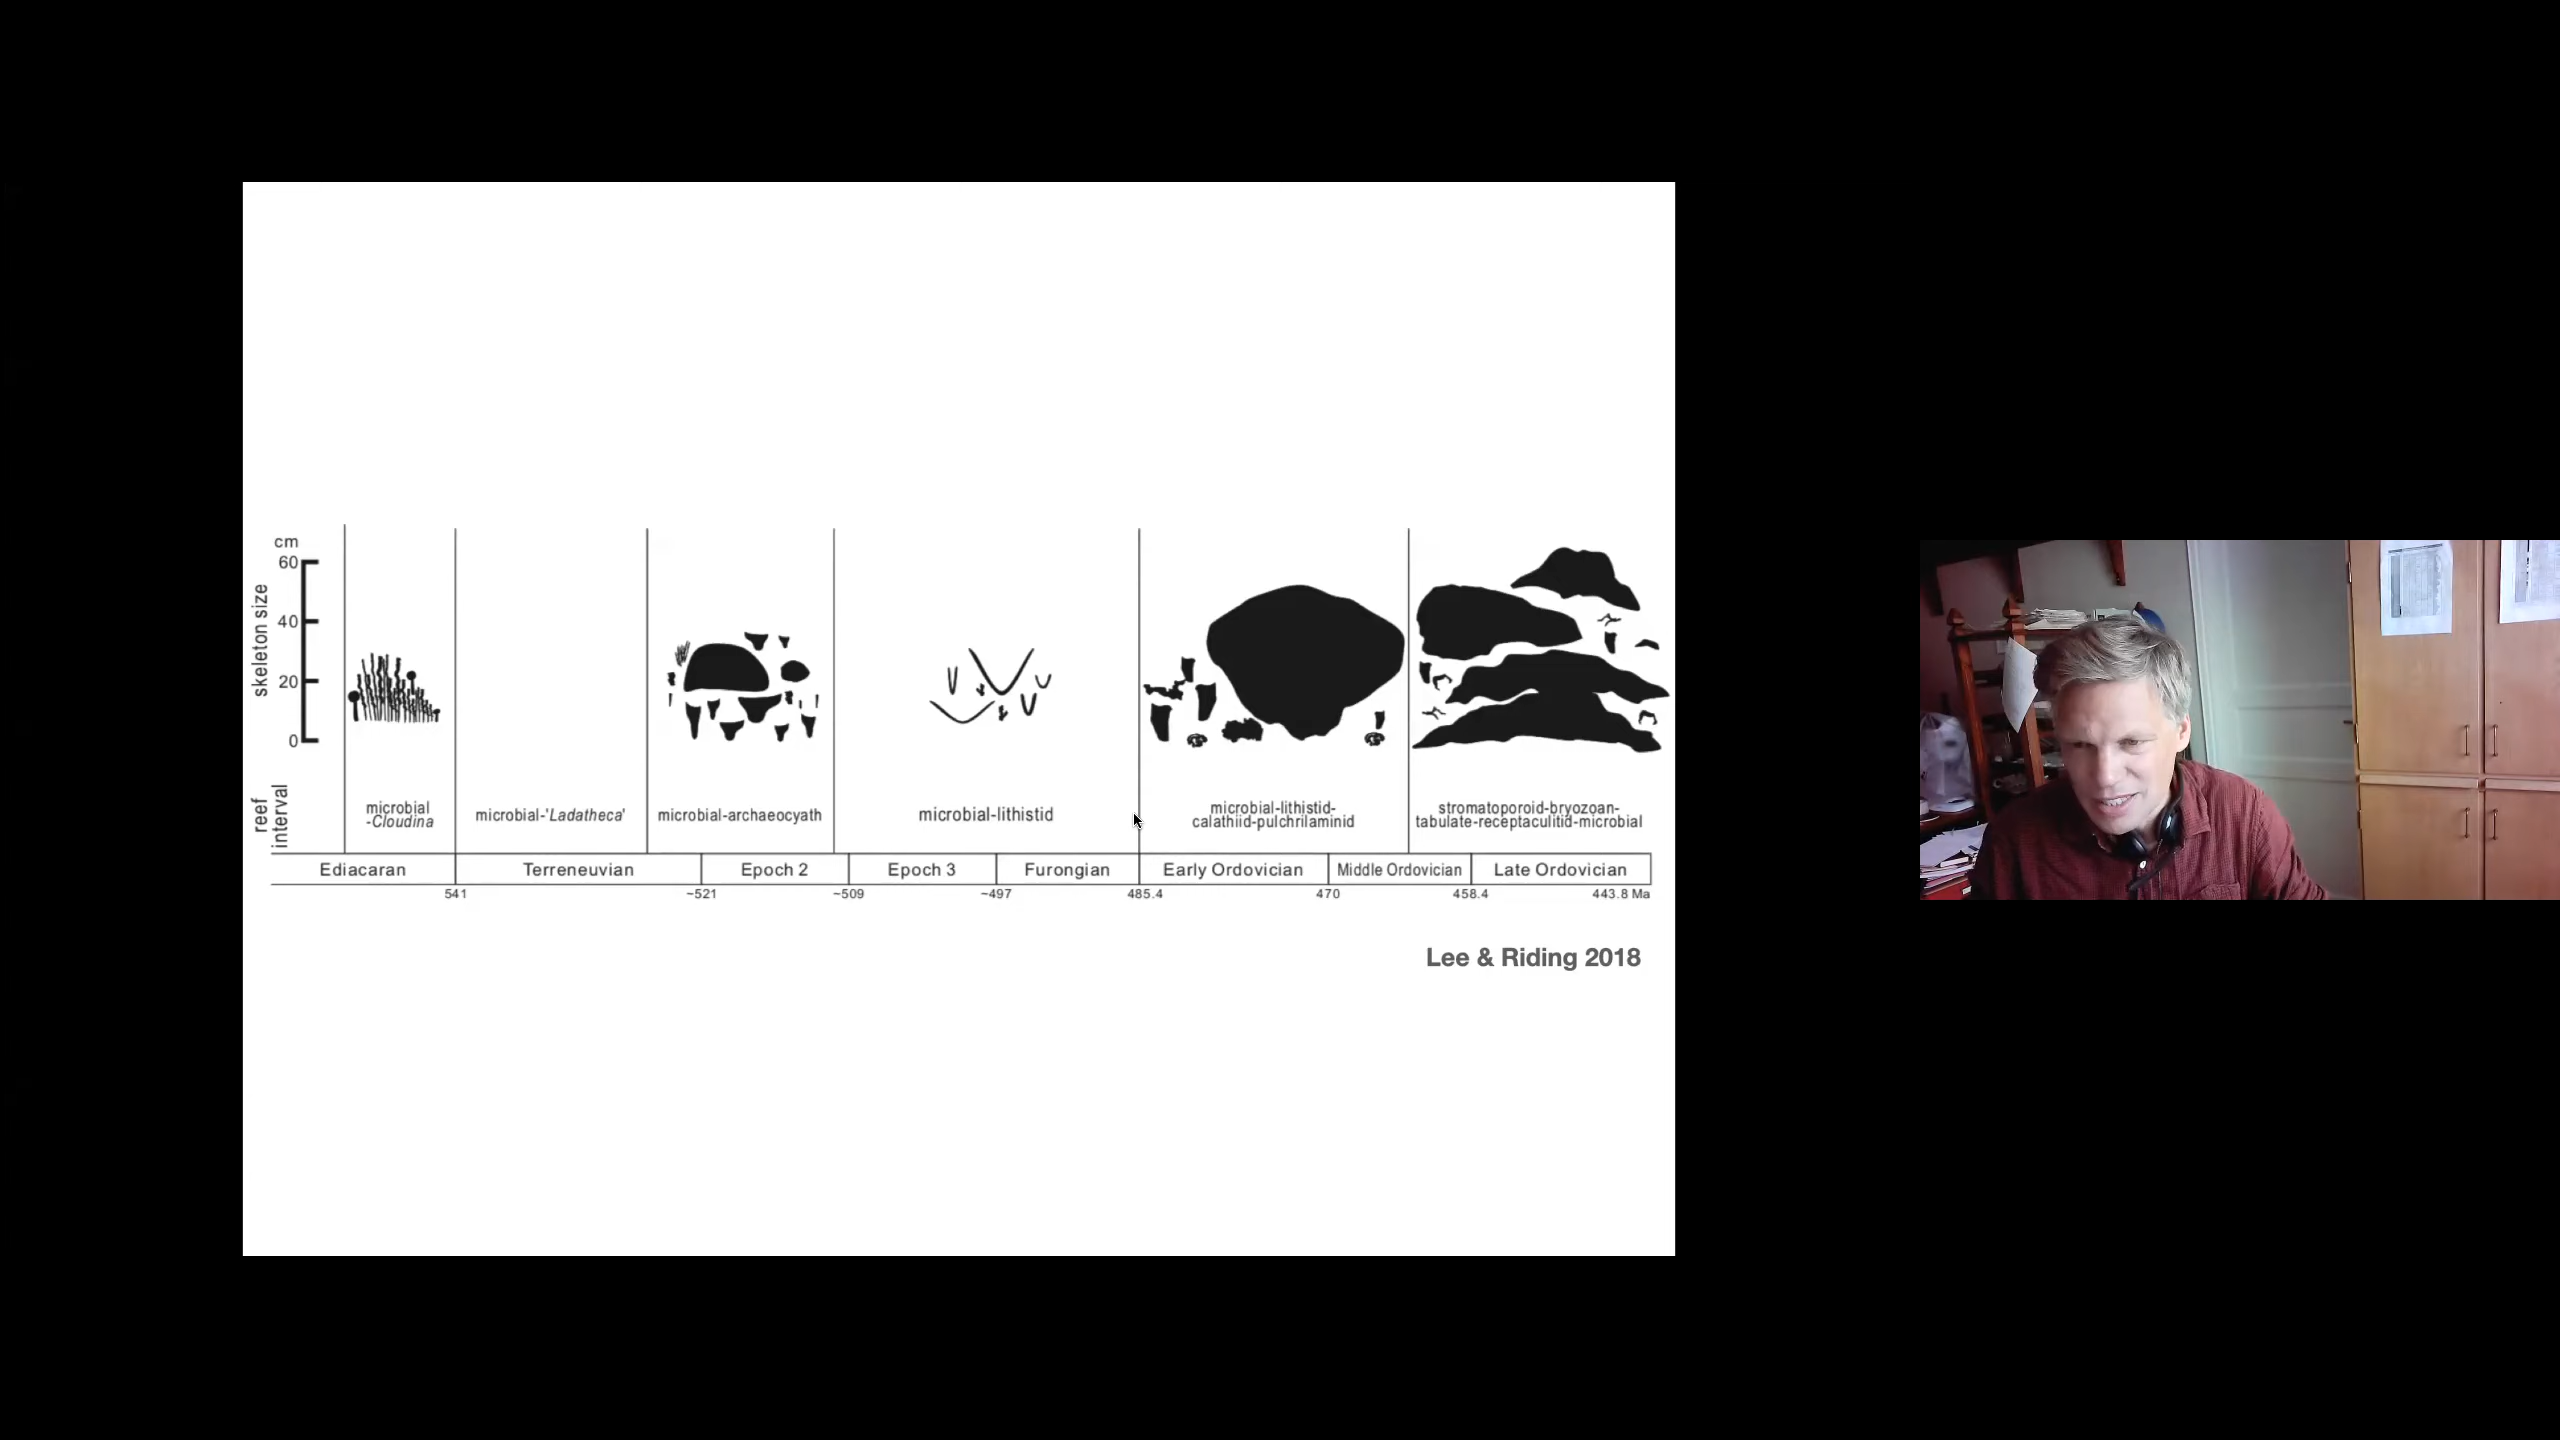 cm
60
40
20
0
skeleton size
reef
interval
microbial
-Cloudina
microbial-'Ladatheca'
microbial-archaeocyath
microbial-lithistid
microbial-lithistid-
calathiid-pulchrilaminid
stromatoporoid-bryozoan-
tabulate-receptaculitid-microbial
Ediacaran
Terreneuvian
Epoch 2
Epoch 3
Furongian
Early Ordovician
Middle Ordovician
Late Ordovician
541
~521
~509
~497
485.4
470
458.4
443.8 Ma
Lee & Riding 2018